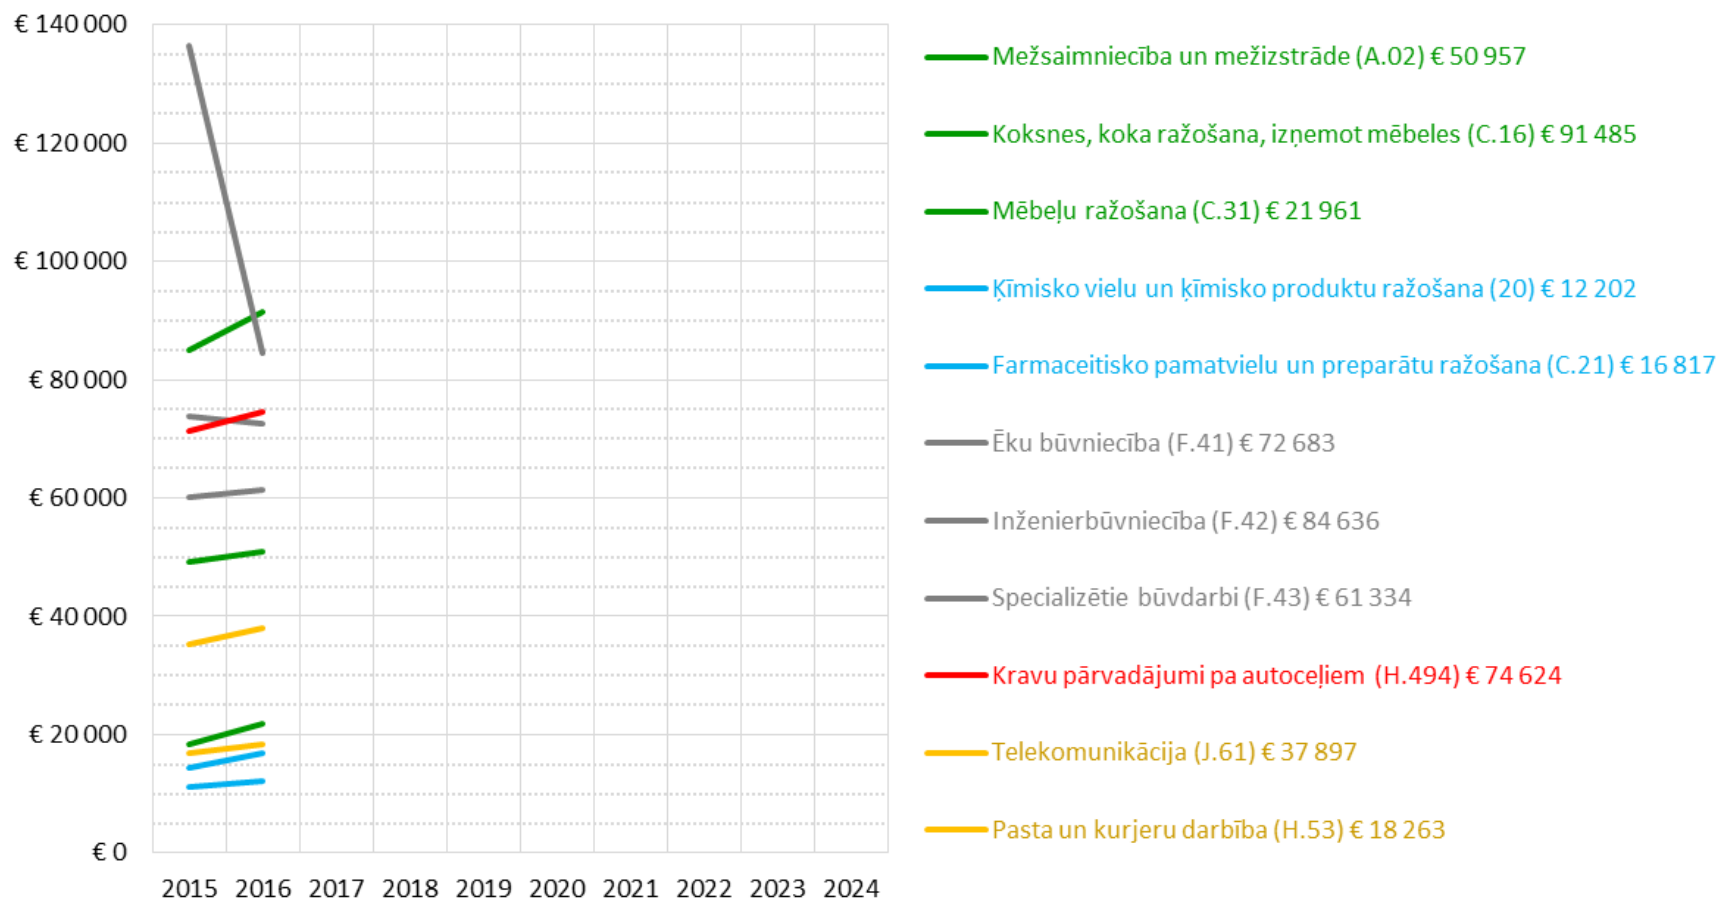 € 140 000
€ 120 000
€ 100 000
€ 80 000
€ 60 000
€ 40 000
€ 20 000
€ 0
2015 2016 2017 2018 2019 2020 2021 2022 2023 2024
Mežsaimniecība un mežizstrāde (A.02) € 50 957
Koksnes, koka ražošana, izņemot mēbeles (C.16) € 91 485
Mēbeļu ražošana (C.31) € 21 961
Ķīmisko vielu un ķīmisko produktu ražošana (20) € 12 202
Farmaceitisko pamatvielu un preparātu ražošana (C.21) € 16 817
Ēku būvniecība (F.41) € 72 683
Inženierbūvniecība (F.42) € 84 636
Specializētie būvdarbi (F.43) € 61 334
Kravu pārvadājumi pa autoceļiem (H.494) € 74 624
Telekomunikācija (J.61) € 37 897
Pasta un kurjeru darbība (H.53) € 18 263